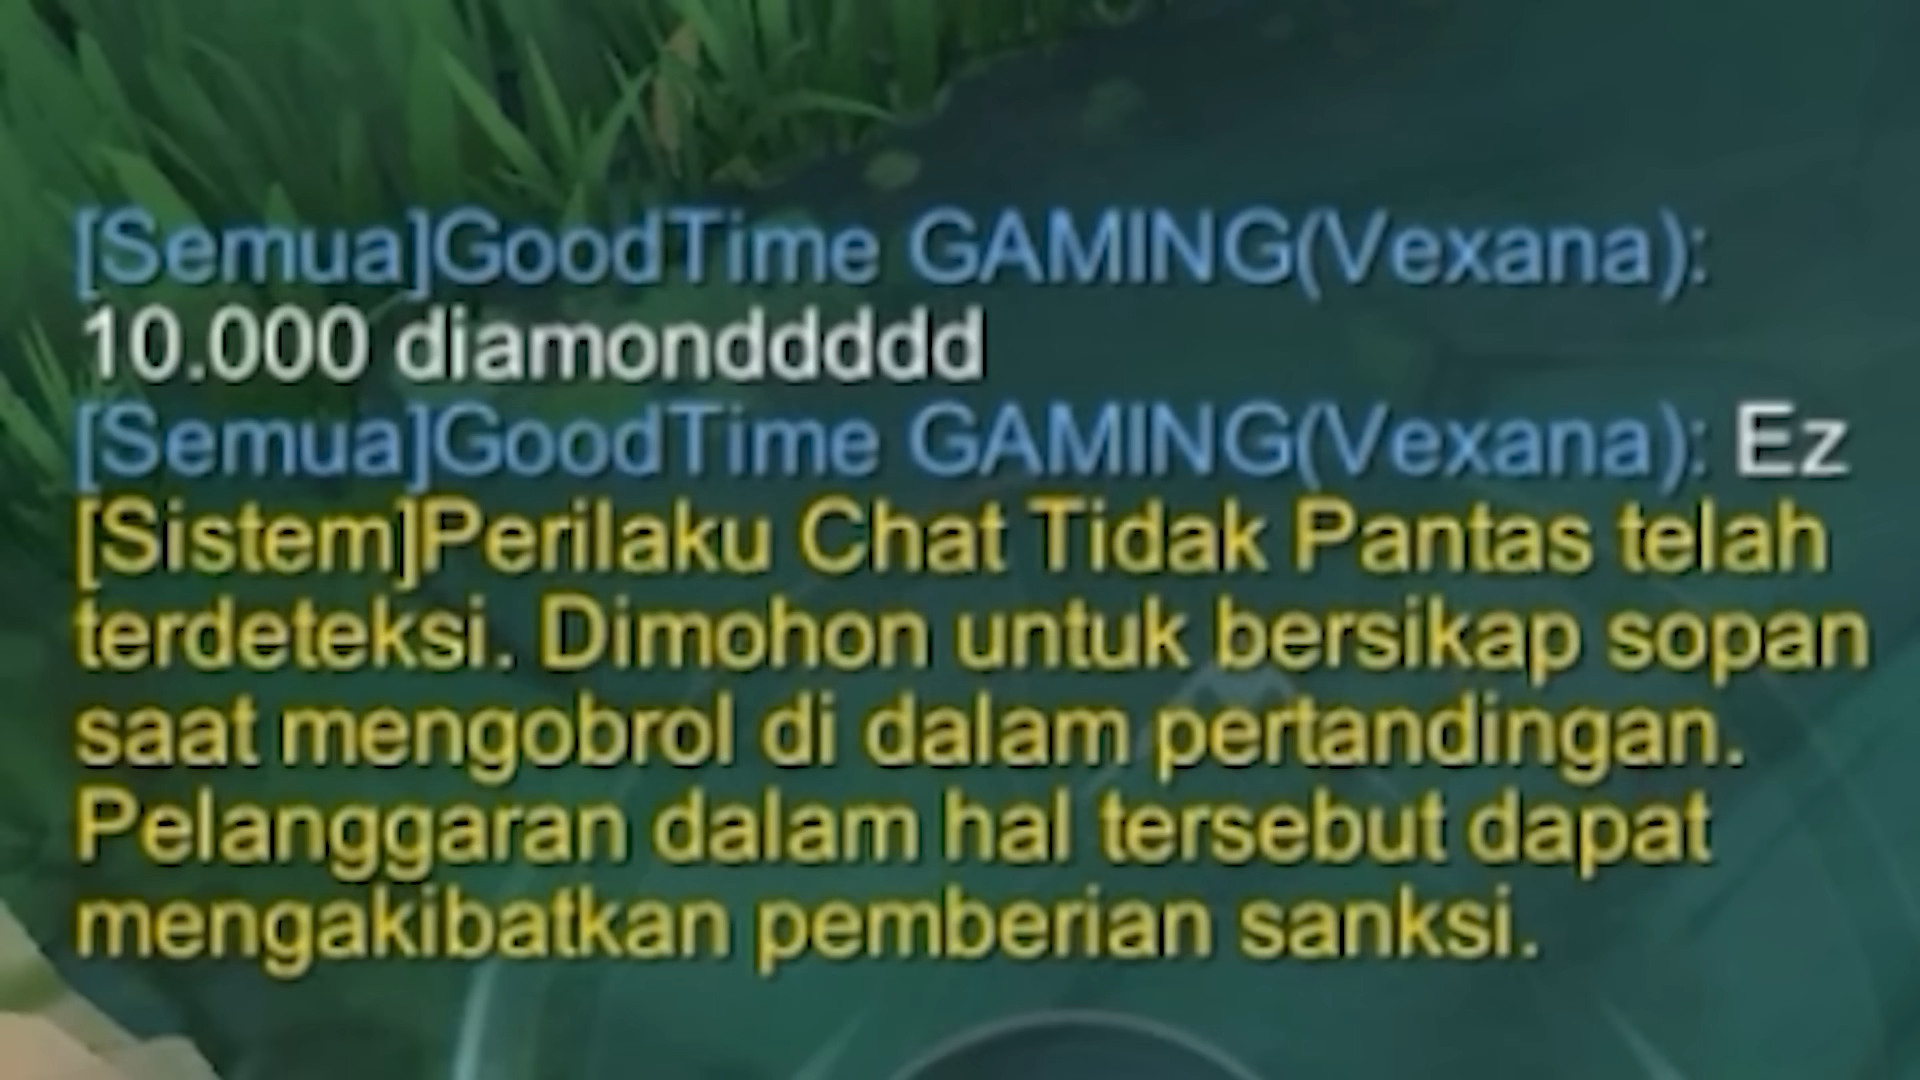 [Semua]GoodTime GAMING(Vexana):
10.000 diamonddddd
[Semua]GoodTime GAMING(Vexana): Ez
[Sistem]Perilaku Chat Tidak Pantas telah
terdeteksi. Dimohon untuk bersikap sopan
saat mengobrol di dalam pertandingan.
Pelanggaran dalam hal tersebut dapat
mengakibatkan pemberian sanksi.